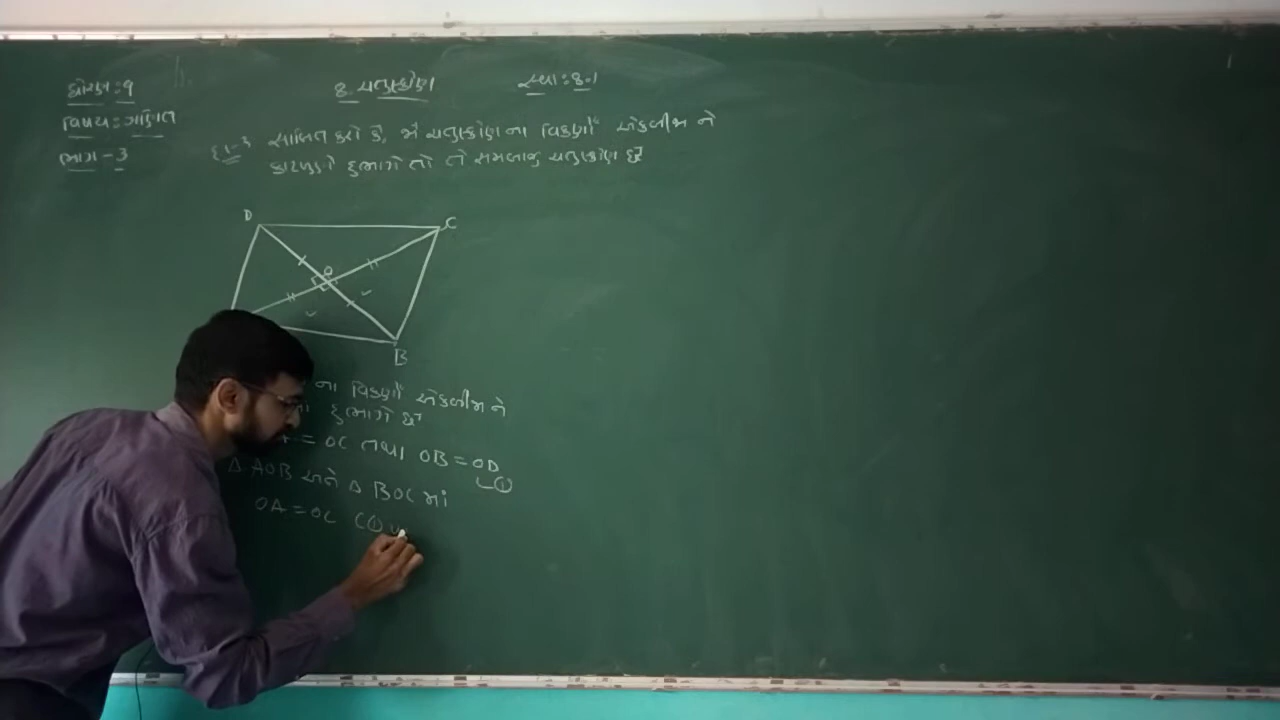 ધોરણ: 9
વિષય: ગણિત
ભાગ-3
8. ચતુષ્કોણ
સ્વા: 8.1
દા-3 સાબિત કરો કે, જો ચતુષ્કોણ ના વિકર્ણો એકબીજા ને
કાટખૂણે દુભાગે તો તે સમબાજુ ચતુષ્કોણ છે
D
C
O
B
ના વિકર્ણો એકબીજા ને
દુભાગે છે
= OC તથા OB = OD
①
Δ AOB અને Δ BOC માં
OA = OC (①